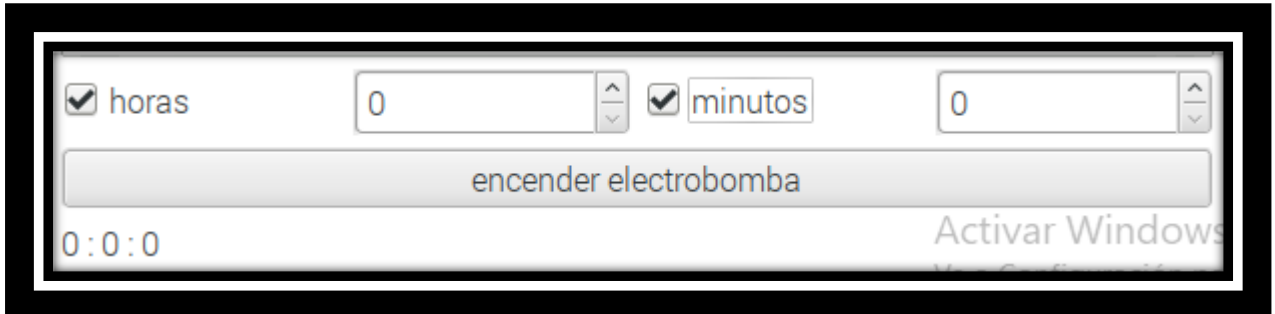 horas 0 minutos 0
encender electrobomba
0 : 0 : 0
Activar Windows